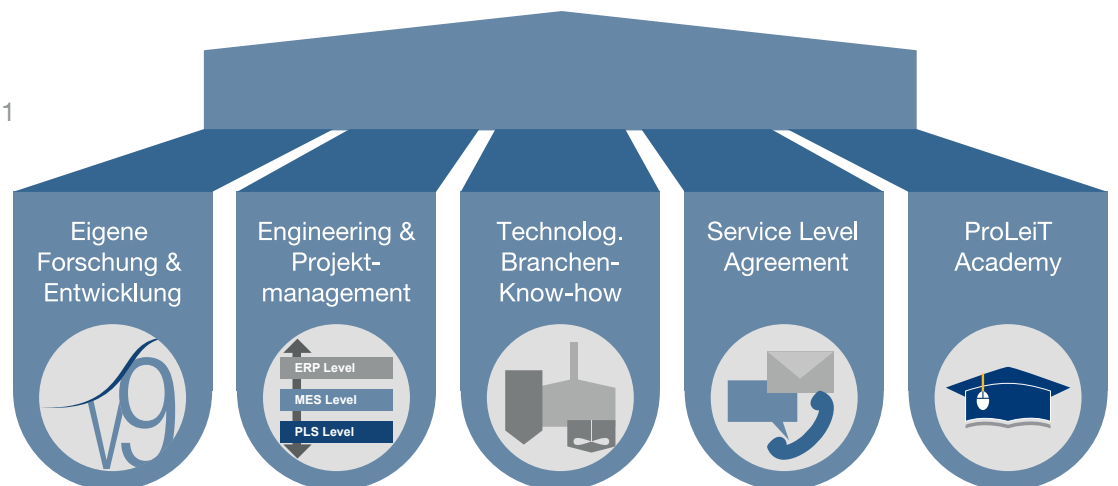 1
Eigene
Forschung &
Entwicklung
Engineering &
Projekt-
management
Technolog.
Branchen-
Know-how
Service Level
Agreement
ProLeiT
Academy
V9
ERP Level
MES Level
PLS Level